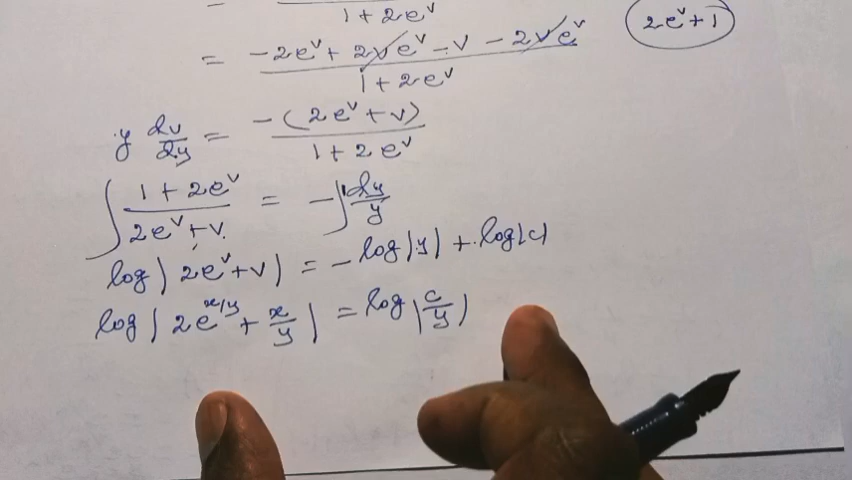 = 1 + 2e^v
= -2e^v + 2ve^v - v - 2ve^v / 1 + 2e^v
2e^v + 1
y dv/dy = -(2e^v + v) / 1 + 2e^v
∫ 1 + 2e^v / 2e^v + v = -∫ dy/y
log|2e^v + v| = -log|y| + log|c|
log|2e^x/y + x/y| = log|c/y|